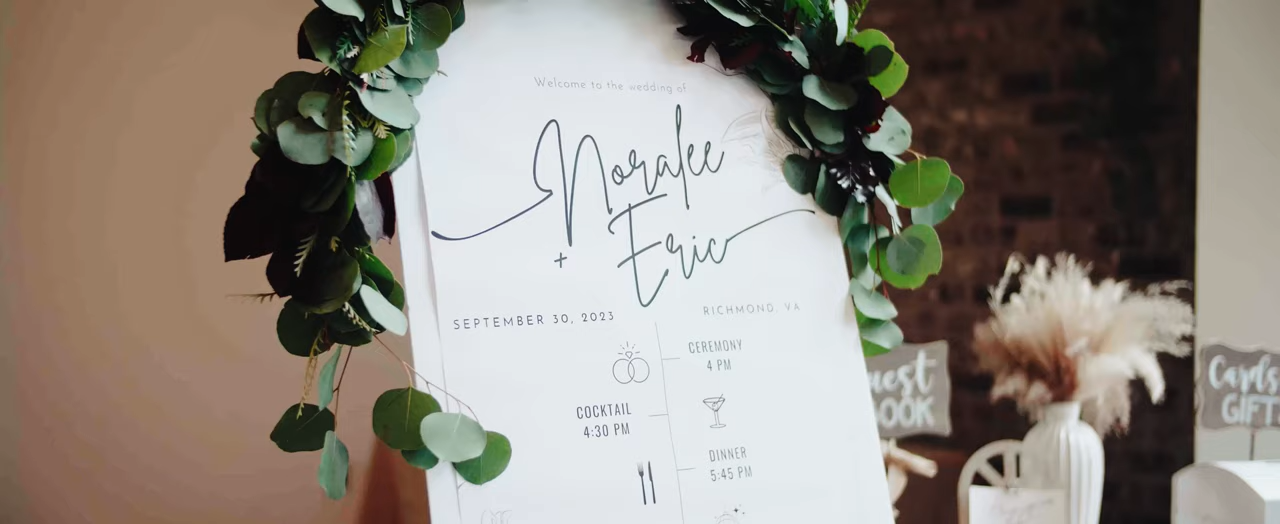 Welcome to the wedding of
Noralee
+ Eric
SEPTEMBER 30, 2023
RICHMOND, VA
CEREMONY
4 PM
COCKTAIL
4:30 PM
DINNER
5:45 PM
uest
OOK
Cards
GIFT